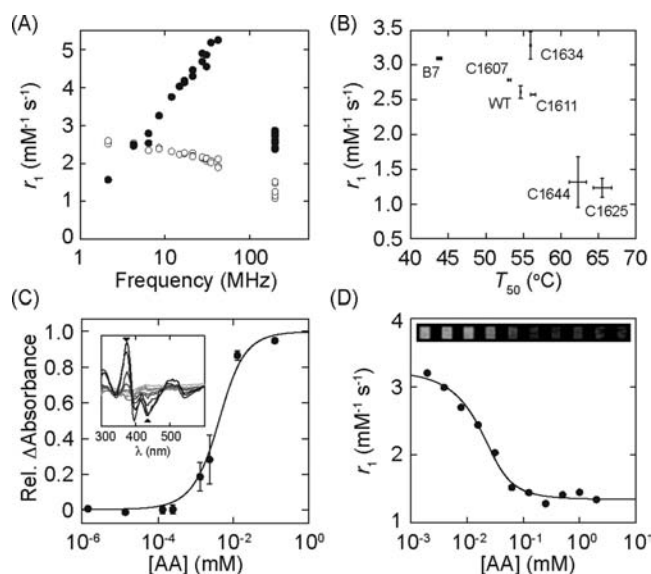 (A)
r1 (mM-1 s-1)
5
4
3
2
1
0
10
100
Frequency (MHz)
(B)
r1 (mM-1 s-1)
3.5
3.0
2.5
2.0
1.5
1.0
0.5
B7
C1607
WT
C1634
C1611
C1644
C1625
40 45 50 55 60 65 70
T50 (oC)
(C)
Rel. ΔAbsorbance
1.0
0.8
0.6
0.4
0.2
0
300 400 500
λ (nm)
10-6 10-4 10-2 100
[AA] (mM)
(D)
r1 (mM-1 s-1)
4
3
2
1
10-3 10-2 10-1 100 101
[AA] (mM)